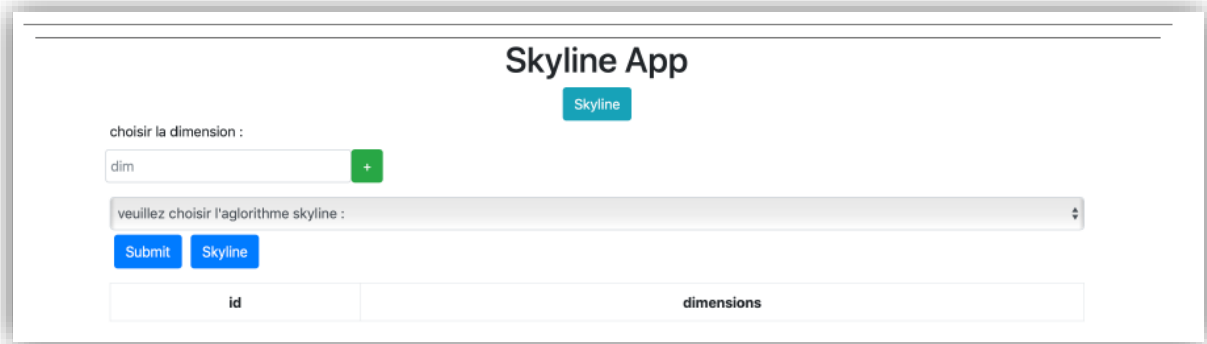 Skyline App
Skyline
choisir la dimension :
dim
+
veuillez choisir l'aglorithme skyline :
Submit Skyline
id dimensions